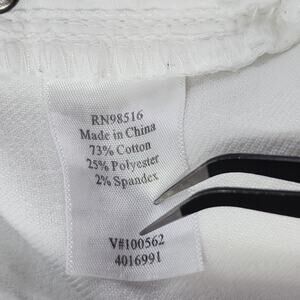 RN98516
Made in China
73% Cotton
25% Polyester
2% Spandex
V#100562
4016991